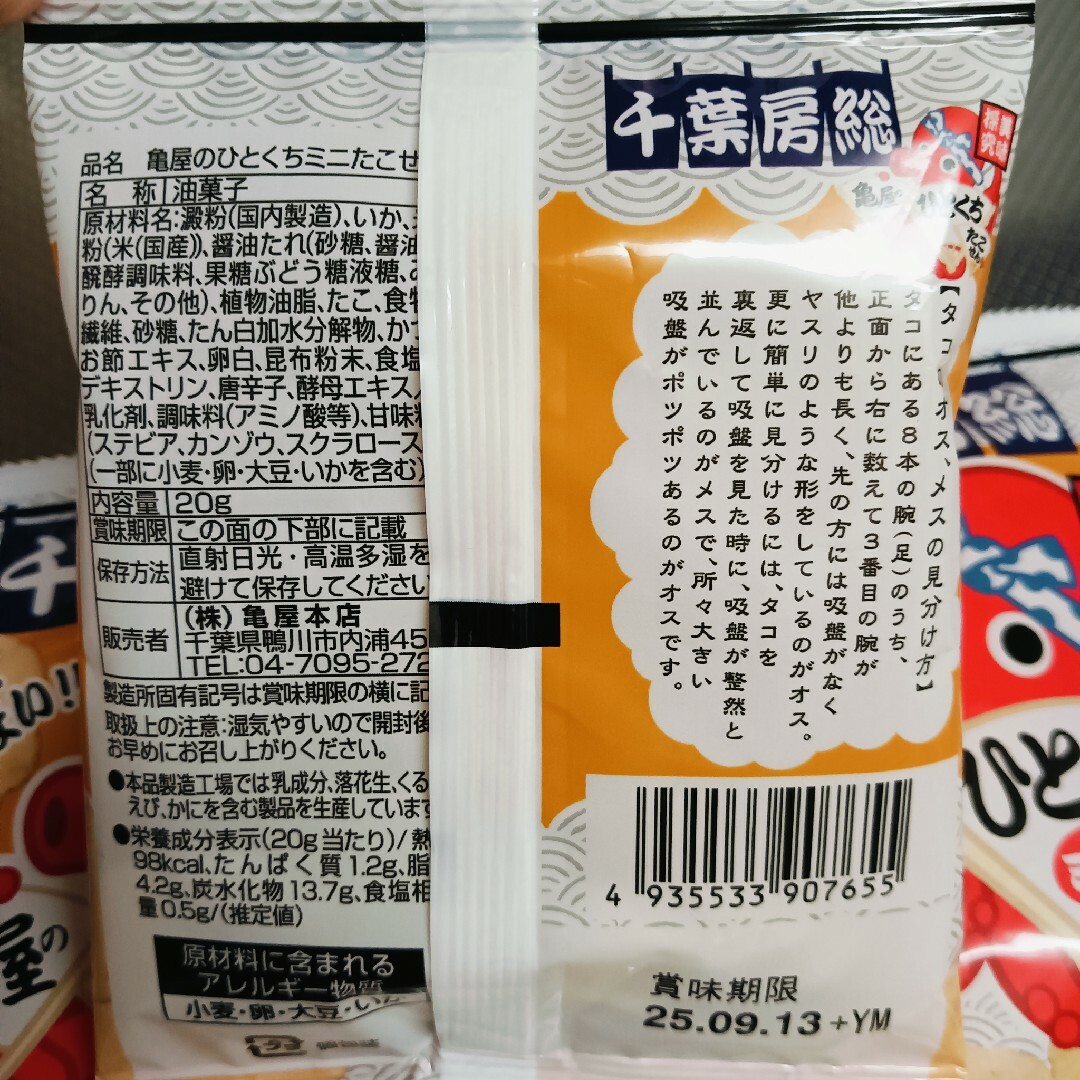 品名 亀屋のひとくちミニたこせ
名 称 油菓子
原材料名:澱粉(国内製造)、いか、
粉(米(国産))、醤油たれ(砂糖、醤油
醗酵調味料、果糖ぶどう糖液糖、み
りん、その他)、植物油脂、たこ、食物
繊維、砂糖、たん白加水分解物、かつ
お節エキス、卵白、昆布粉末、食塩
デキストリン、唐辛子、酵母エキス
乳化剤、調味料(アミノ酸等)、甘味料
(ステビア、カンゾウ、スクラロース
(一部に小麦・卵・大豆・いかを含む)
内容量 20g
賞味期限 この面の下部に記載
保存方法 直射日光・高温多湿を
避けて保存してください
販売者 (株)亀屋本店
千葉県鴨川市内浦45
TEL:04-7095-272
製造所固有記号は賞味期限の横に記
取扱上の注意:湿気やすいので開封後
お早めにお召し上がりください。
●本品製造工場では乳成分、落花生、くる
えび、かにを含む製品を生産しています
●栄養成分表示(20g当たり)/熱
98kcal、たんぱく質1.2g、脂
4.2g、炭水化物13.7g、食塩相
量0.5g/(推定値)
原材料に含まれる
アレルギー物質
小麦・卵・大豆・いか
千葉房総
亀屋
ひとくち
たこせん
【タコ オス、メスの見分け方】
タコにある8本の腕(足)のうち、
正面から右に数えて3番目の腕が
他よりも長く、先の方には吸盤がなく
ヤスリのような形をしているのがオス。
更に簡単に見分けるには、タコを
裏返して吸盤を見た時に、吸盤が整然と
並んでいるのがメスで、所々大きい
吸盤がポツポツあるのがオスです。
4 935533 907655
賞味期限
25.09.13+YM
千
い!!
屋の
総
ひと